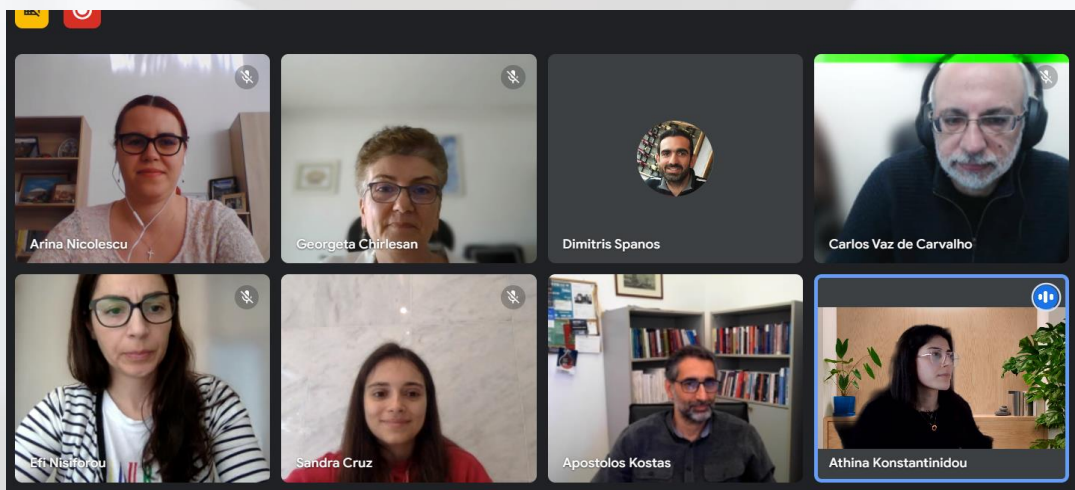 Arina Nicolescu
Georgeta Chirlesan
Dimitris Spanos
Carlos Vaz de Carvalho
Efi Nisiforou
Sandra Cruz
Apostolos Kostas
Athina Konstantinidou